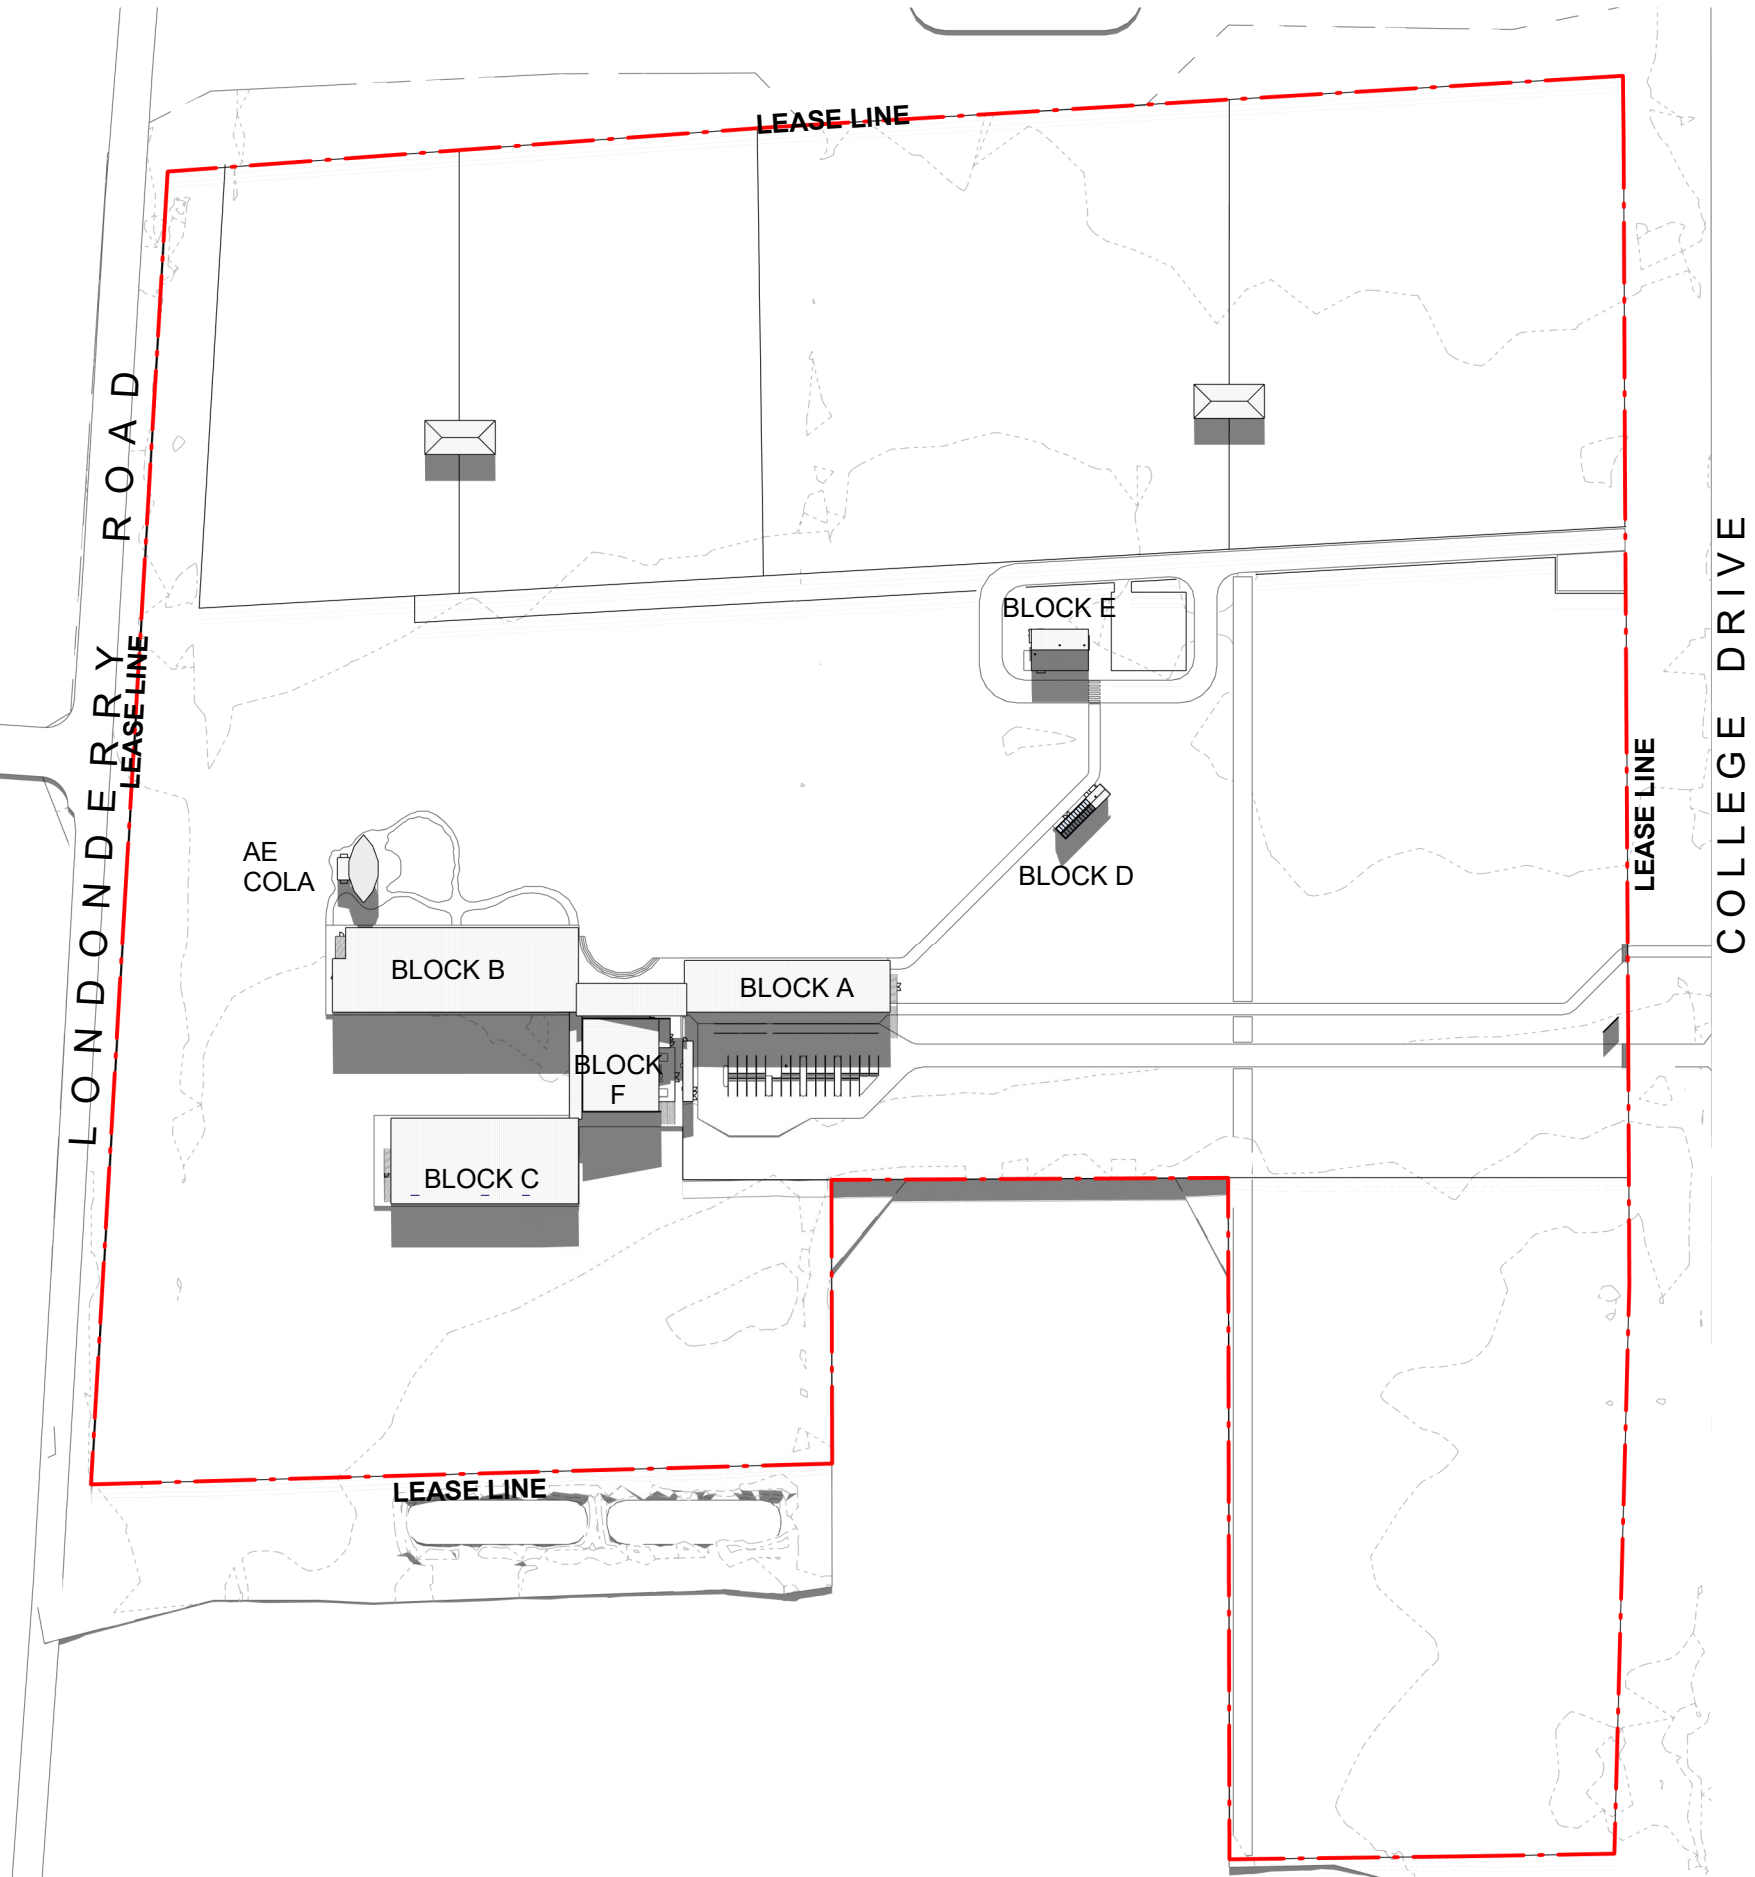 LEASE LINE
LONDONDERRY ROAD
LEASE LINE
BLOCK E
COLLEGE DRIVE
LEASE LINE
AE
COLA
BLOCK D
BLOCK B
BLOCK A
BLOCK
F
BLOCK C
LEASE LINE